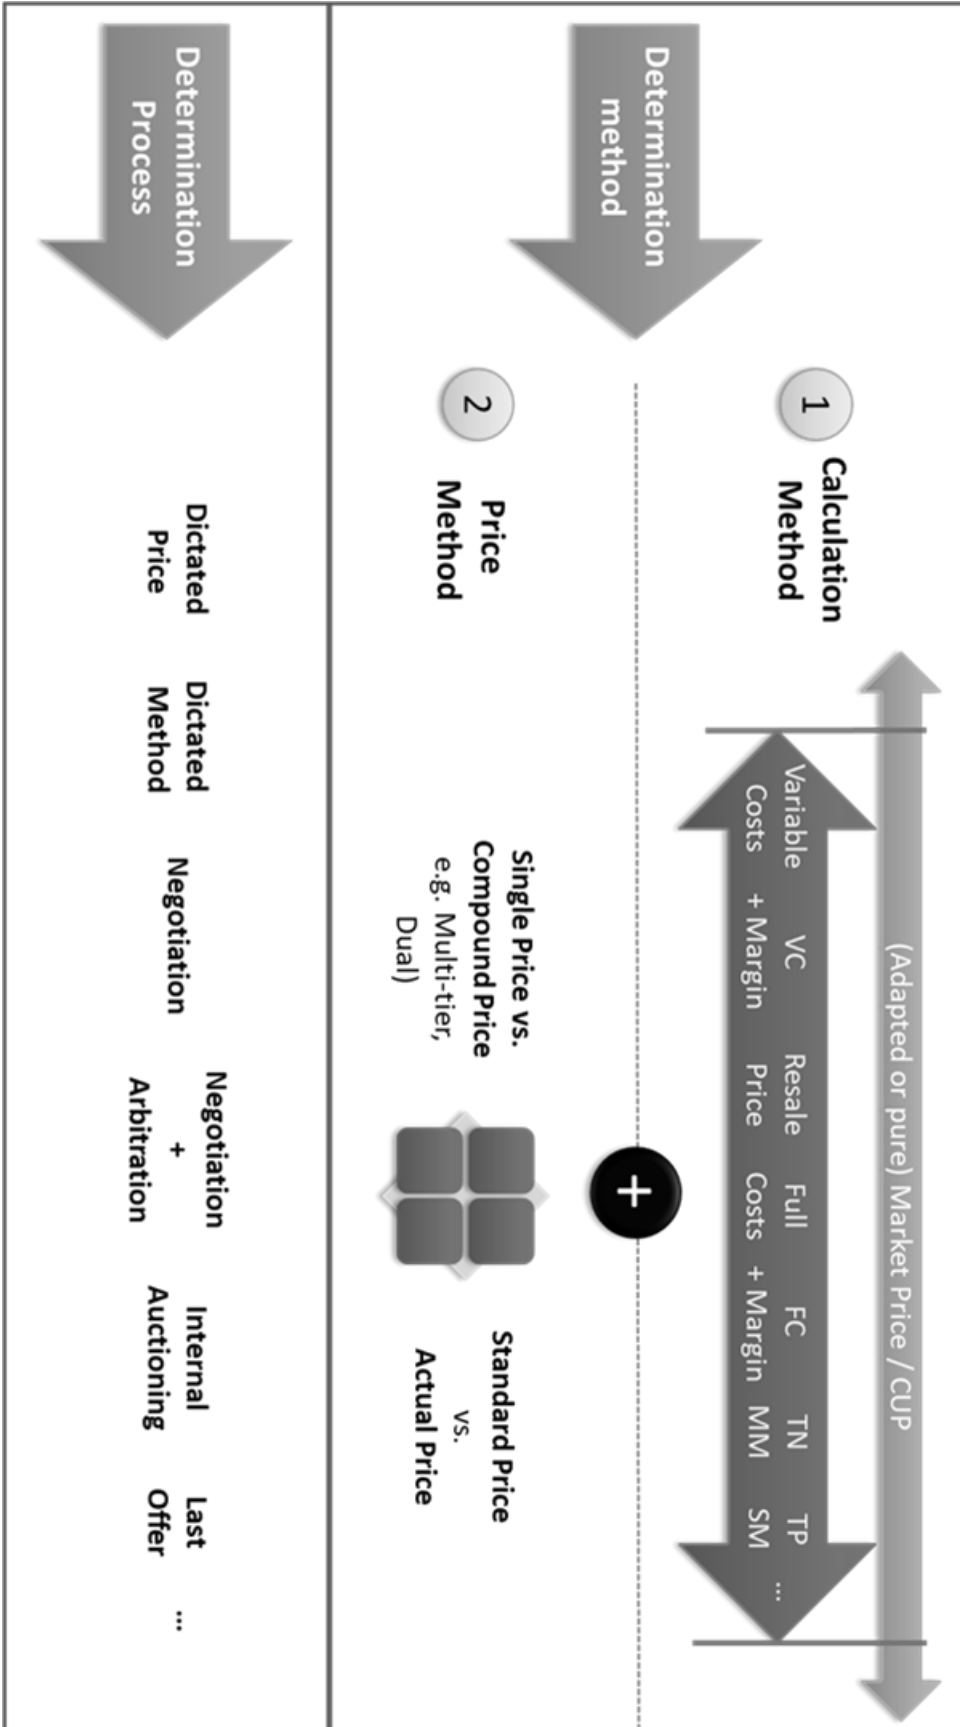 Determination
method
1
Calculation
Method
(Adapted or pure) Market Price / CUP
Variable
Costs
VC
+ Margin
Resale
Price
Full
Costs
FC
+ Margin
TN
MM
TP
SM
...
+
2
Price
Method
Single Price vs.
Compound Price
e.g. Multi-tier,
Dual)
Standard Price
vs.
Actual Price
Determination
Process
Dictated
Price
Dictated
Method
Negotiation
Negotiation
+
Arbitration
Internal
Auctioning
Last
Offer
...